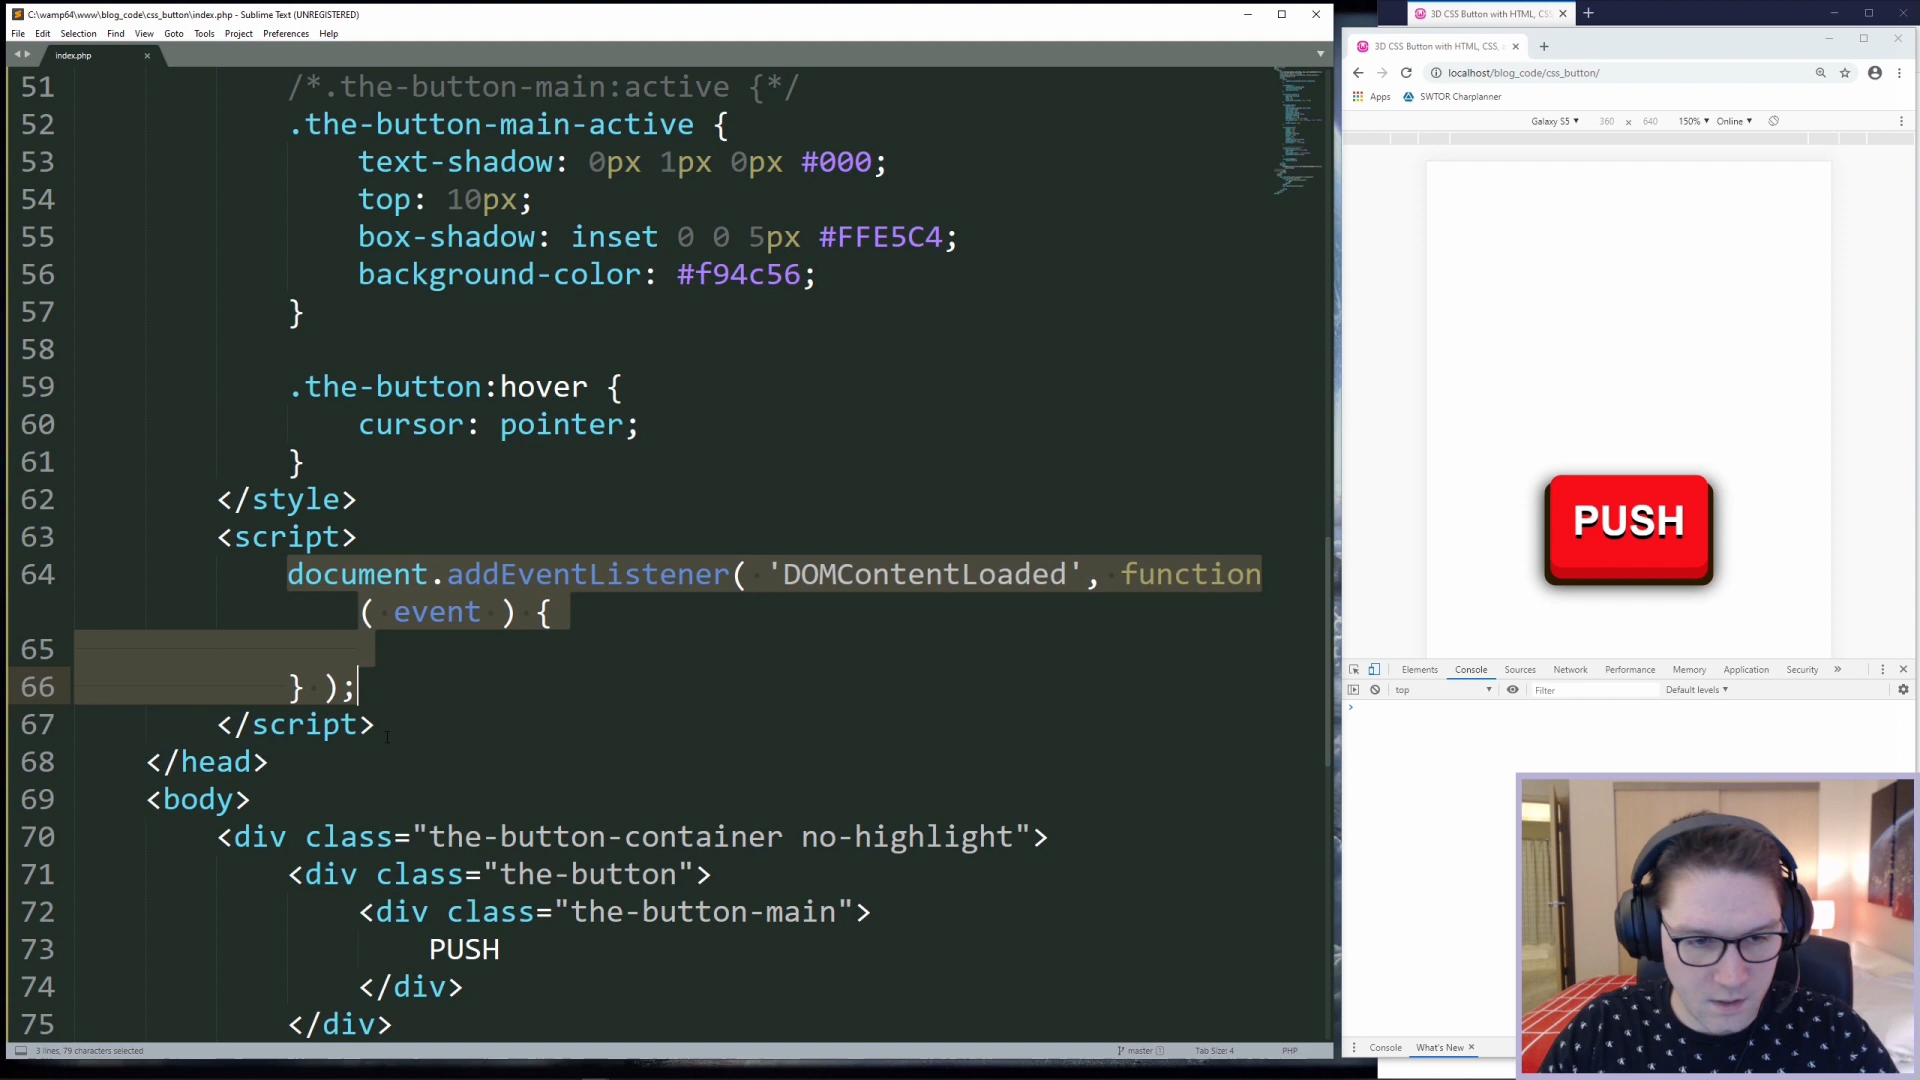 C:\wamp64\www\blog_code\css_button\index.php - Sublime Text (UNREGISTERED)
File Edit Selection Find View Goto Tools Project Preferences Help
index.php
51 /*.the-button-main:active {*/
52 .the-button-main-active {
53 text-shadow: 0px 1px 0px #000;
54 top: 10px;
55 box-shadow: inset 0 0 5px #FFE5C4;
56 background-color: #f94c56;
57 }
58
59 .the-button:hover {
60 cursor: pointer;
61 }
62 </style>
63 <script>
64 document.addEventListener( 'DOMContentLoaded', function
( event ) {
65
66 } );
67 </script>
68 </head>
69 <body>
70 <div class="the-button-container no-highlight">
71 <div class="the-button">
72 <div class="the-button-main">
73 PUSH
74 </div>
75 </div>
3 lines, 79 characters selected
master 1
Tab Size: 4
PHP
3D CSS Button with HTML, CSS,
3D CSS Button with HTML, CSS,
localhost/blog_code/css_button/
Apps SWTOR Charplanner
Galaxy S5 360 x 640 150% Online
PUSH
Elements Console Sources Network Performance Memory Application Security
top Filter Default levels
Console What's New